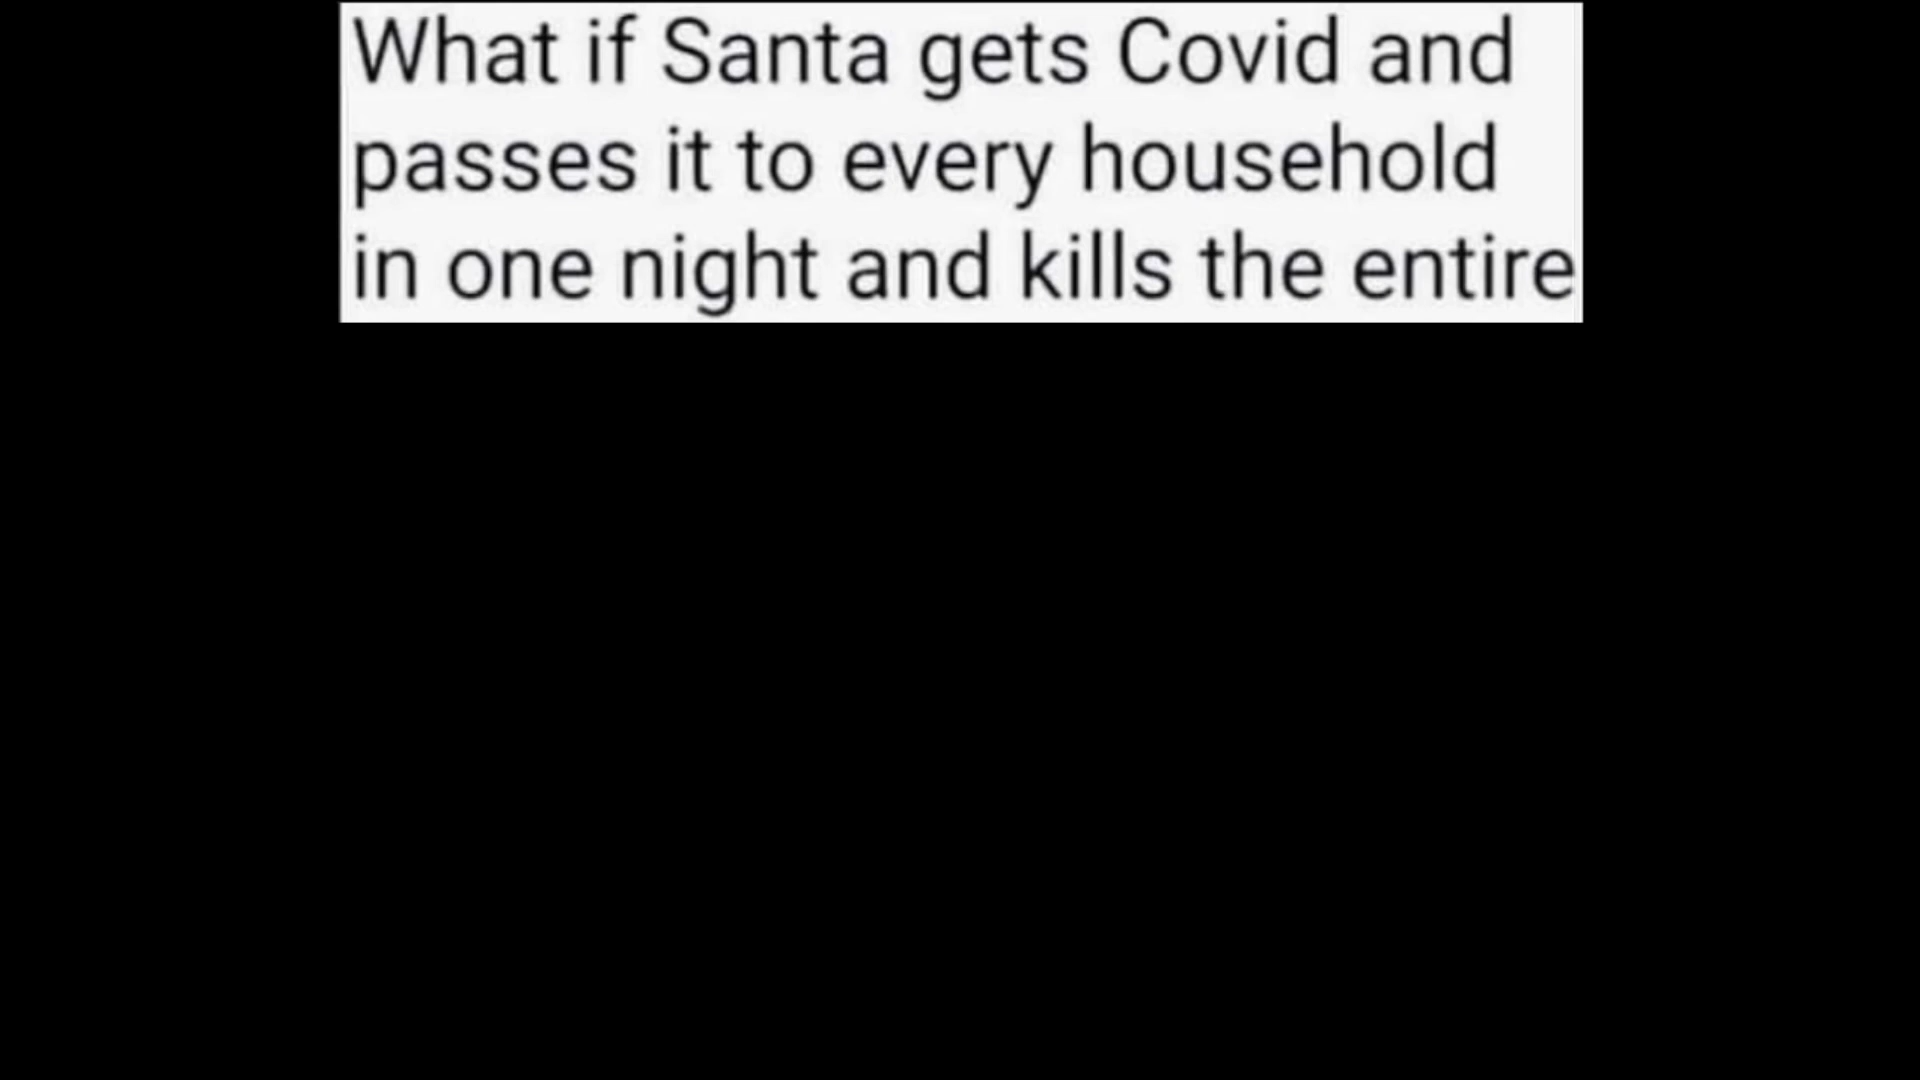 What if Santa gets Covid and
passes it to every household
in one night and kills the entire